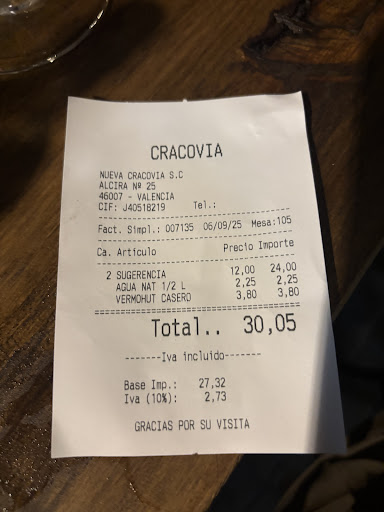 CRACOVIA
NUEVA CRACOVIA S.C
ALCIRA Nº 25
46007 - VALENCIA
CIF: J40518219 Tel.:
Fact. Simpl.: 007135 06/09/25 Mesa:105
Ca. Artículo Precio Importe
2 SUGERENCIA 12,00 24,00
AGUA NAT 1/2 L 2,25 2,25
VERMOHUT CASERO 3,80 3,80
Total.. 30,05
-------Iva incluido-------
Base Imp.: 27,32
Iva (10%): 2,73
GRACIAS POR SU VISITA